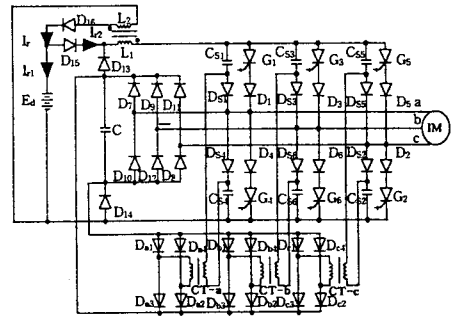 D16 L2
Ir Ir2
D15 L1
D13
Ir1
CS1 G1 CS3 G3 CS5 G5
D7 D9 D11 DS1 D1 DS3 D3 DS5 D5 a
Ed C b
IM
c
D10 D12 D2 DS4 D4 DS6 D6 DS2 D2
D14 CS4 G4 CS6 G6 CS2 G2
Da1 Da4 Db1 Db4 Dc1 Dc4
CT-a CT-b CT-c
Da3 Da2 Db3 Db2 Dc3 Dc2